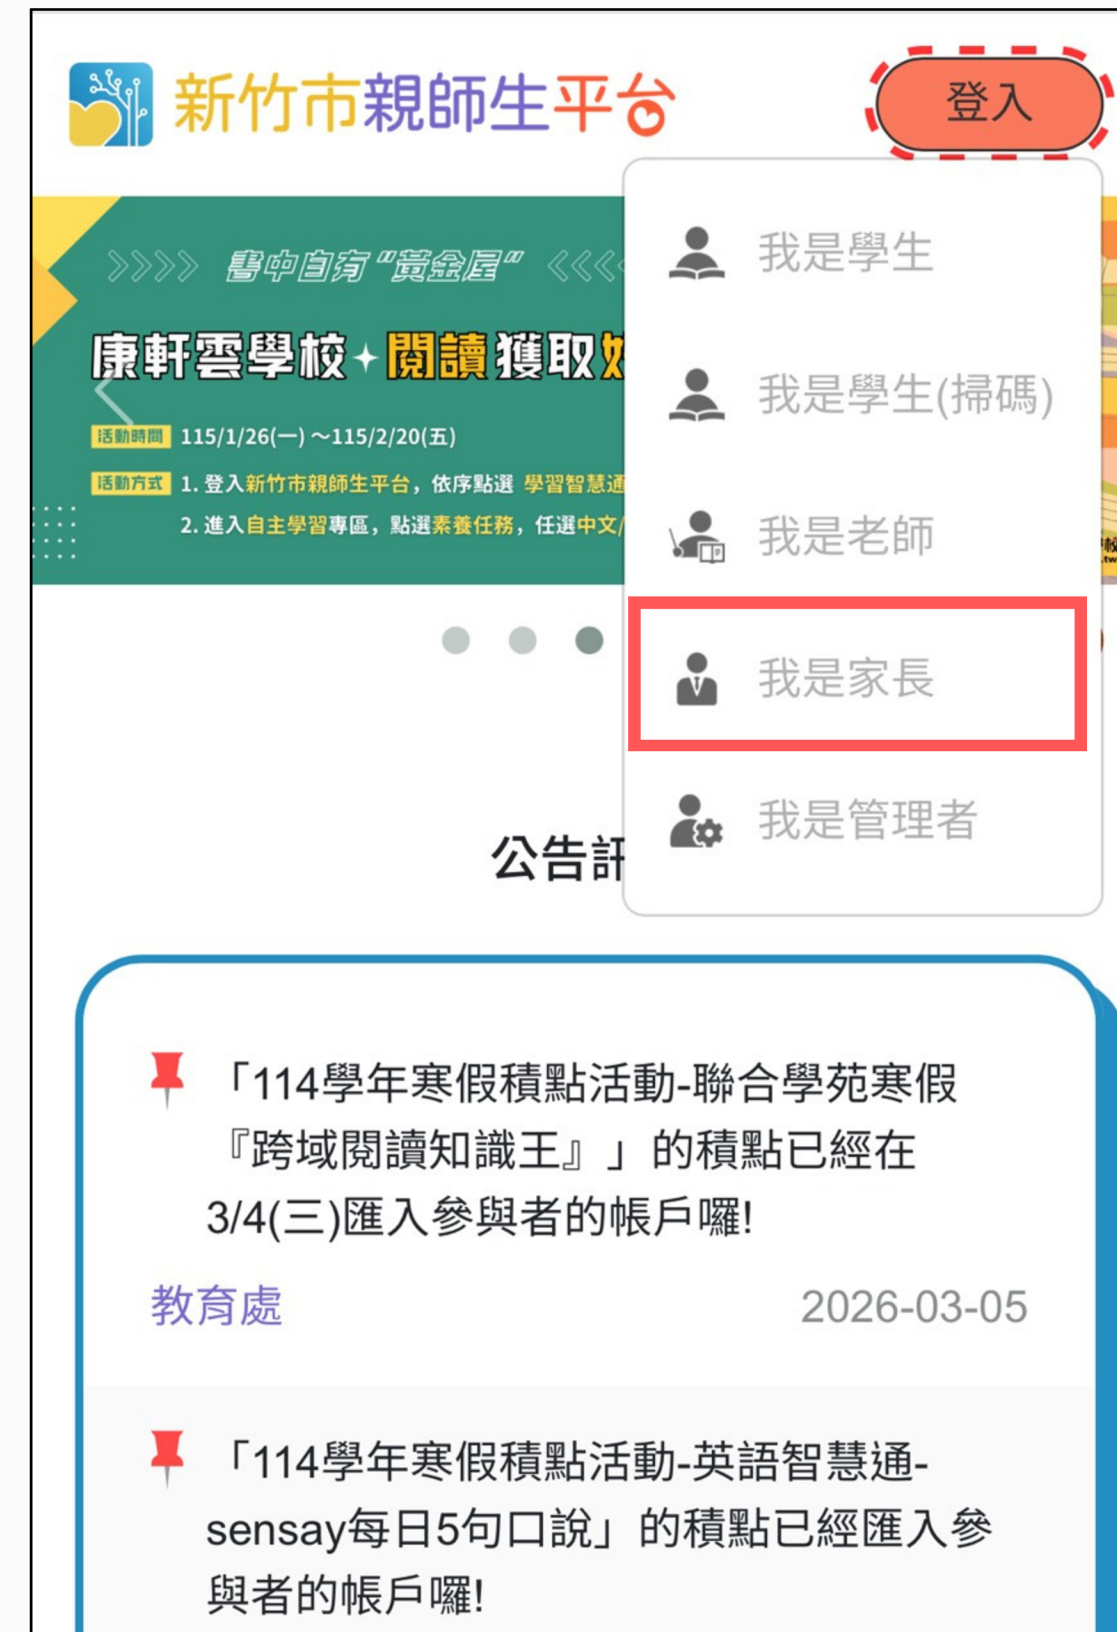 新竹市親師生平台
登入
我是學生
我是學生(掃碼)
我是老師
我是家長
我是管理者
書中自有“黃金屋”
康軒雲學校+閱讀獲取
活動時間 115/1/26(一)～115/2/20(五)
活動方式 1. 登入新竹市親師生平台，依序點選 學習智慧通
2. 進入自主學習專區，點選素養任務，任選中文/
公告
「114學年寒假積點活動-聯合學苑寒假
『跨域閱讀知識王』」的積點已經在
3/4(三)匯入參與者的帳戶囉!
教育處 2026-03-05
「114學年寒假積點活動-英語智慧通-
sensay每日5句口說」的積點已經匯入參
與者的帳戶囉!